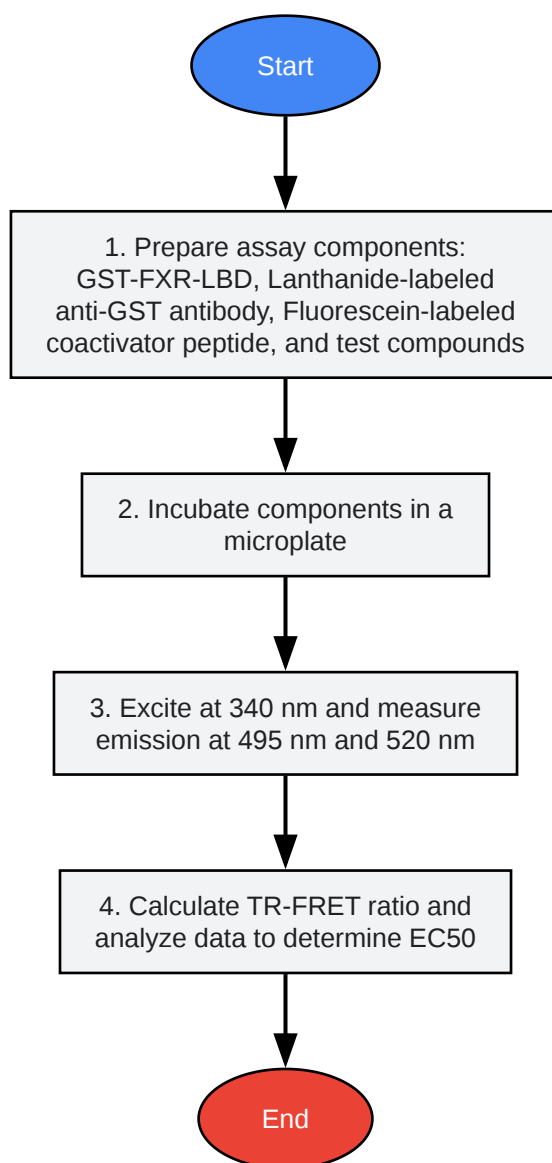 Start
1. Prepare assay components:
GST-FXR-LBD, Lanthanide-labeled
anti-GST antibody, Fluorescein-labeled
coactivator peptide, and test compounds
2. Incubate components in a
microplate
3. Excite at 340 nm and measure
emission at 495 nm and 520 nm
4. Calculate TR-FRET ratio and
analyze data to determine EC50
End